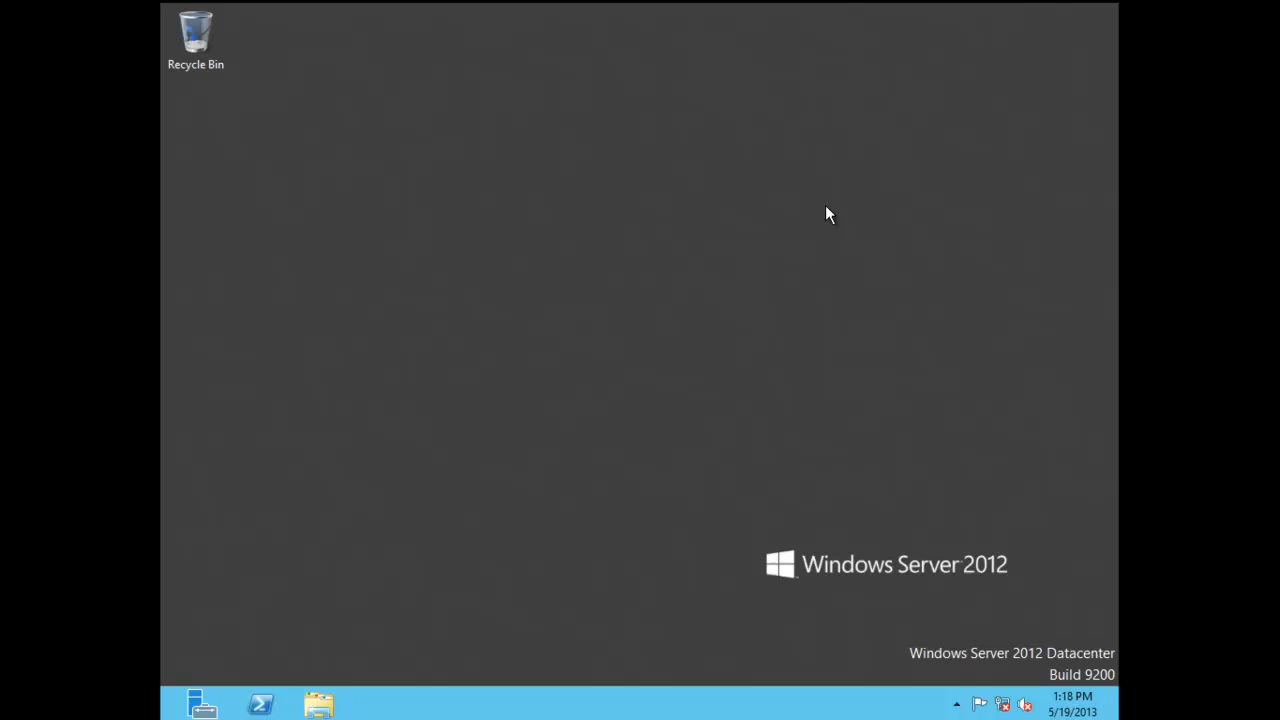 Recycle Bin
Windows Server 2012
Windows Server 2012 Datacenter
Build 9200
1:18 PM
5/19/2013